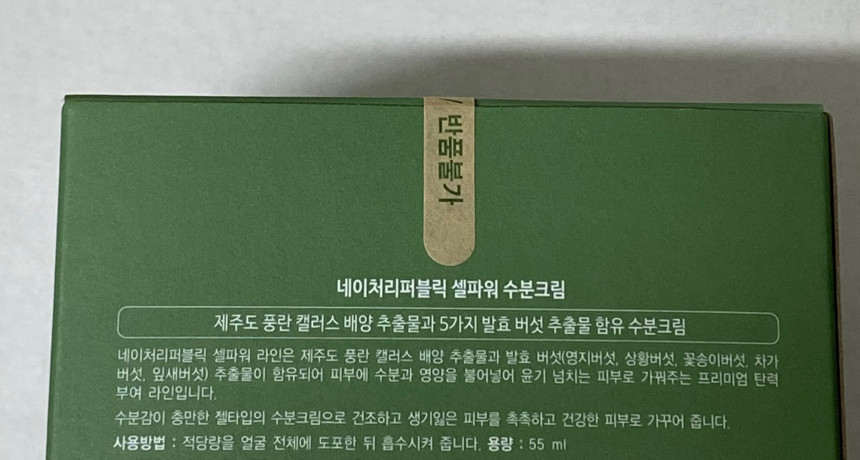 반품불가
네이처리퍼블릭 셀파워 수분크림
제주도 풍란 캘러스 배양 추출물과 5가지 발효 버섯 추출물 함유 수분크림
네이처리퍼블릭 셀파워 라인은 제주도 풍란 캘러스 배양 추출물과 발효 버섯(영지버섯, 상황버섯, 꽃송이버섯, 차가
버섯, 잎새버섯) 추출물이 함유되어 피부에 수분과 영양을 불어넣어 윤기 넘치는 피부로 가꿔주는 프리미엄 탄력
부여 라인입니다.
수분감이 충만한 젤타입의 수분크림으로 건조하고 생기잃은 피부를 촉촉하고 건강한 피부로 가꾸어 줍니다.
사용방법 : 적당량을 얼굴 전체에 도포한 뒤 흡수시켜 줍니다. 용량 : 55 ml